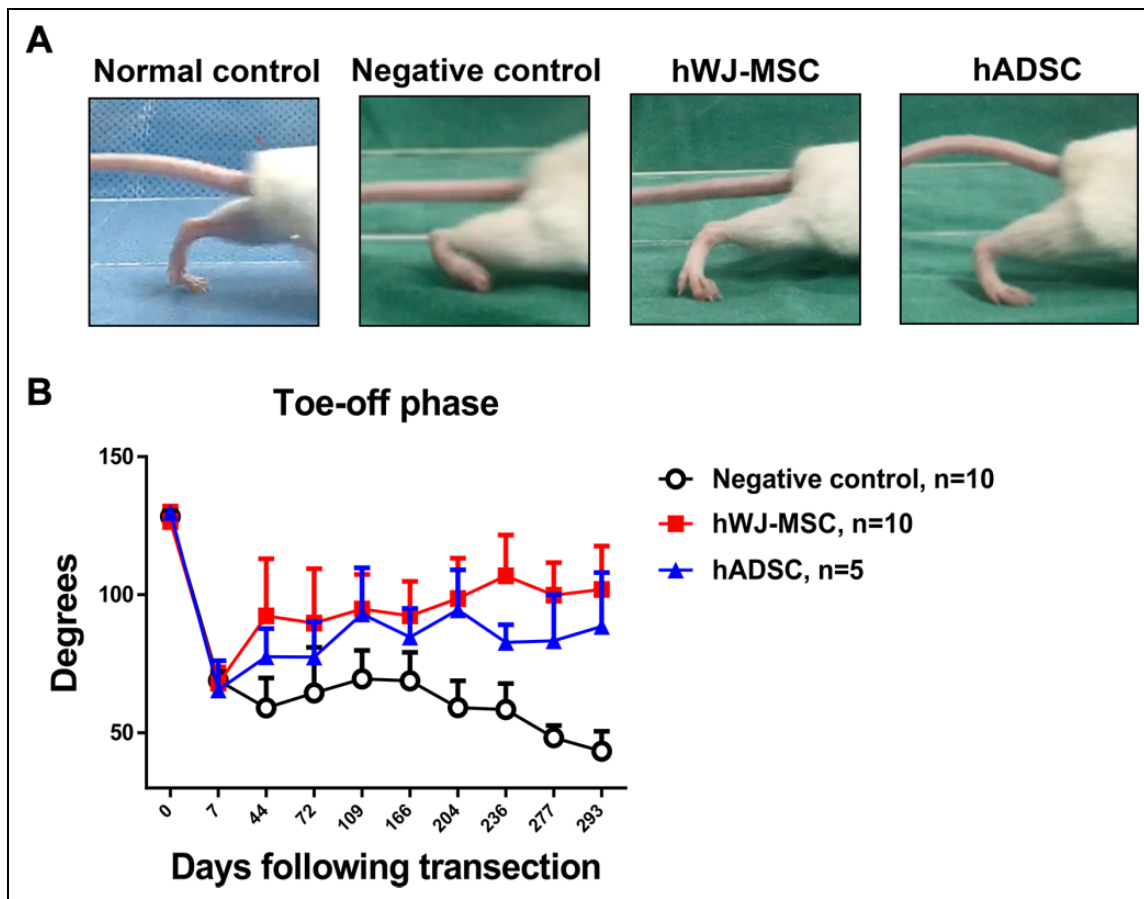 A
Normal control
Negative control
hWJ-MSC
hADSC
B
Toe-off phase
150
100
50
Degrees
0
7
44
72
109
166
204
236
277
293
Days following transection
Negative control, n=10
hWJ-MSC, n=10
hADSC, n=5